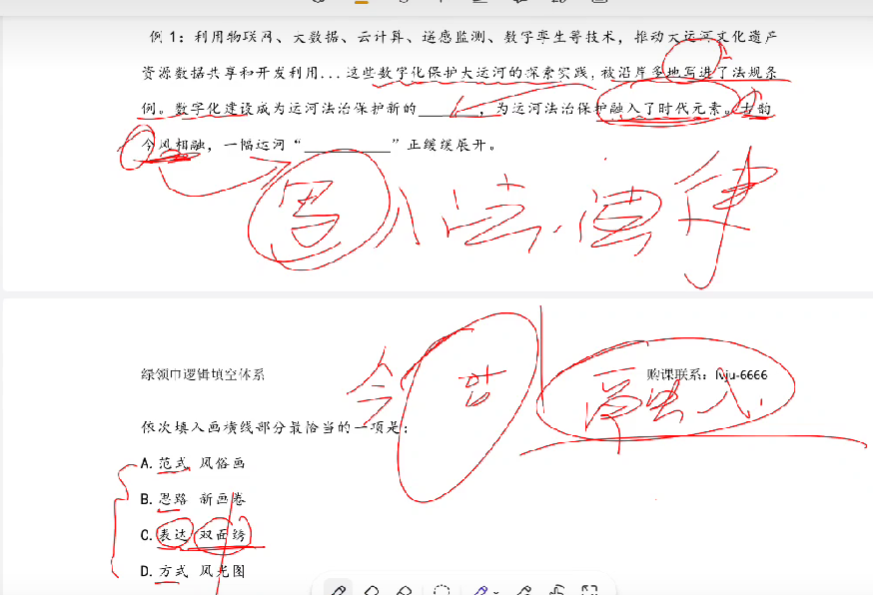 例 1：利用物联网、大数据、云计算、遥感监测、数字孪生等技术，推动大运河文化遗产
资源数据共享和开发利用...这些数字化保护大运河的探索实践，被沿岸多地写进了法规条
例。数字化建设成为运河法治保护新的______，为运河法治保护融入了时代元素。古韵
今风相融，一幅运河“________”正缓缓展开。
写入法.法律
绿领巾逻辑填空体系
购课联系：lvju-6666
今
古
依次填入画横线部分最恰当的一项是：
A. 范式 风俗画
B. 思路 新画卷
C. 表达 双面绣
D. 方式 风光图